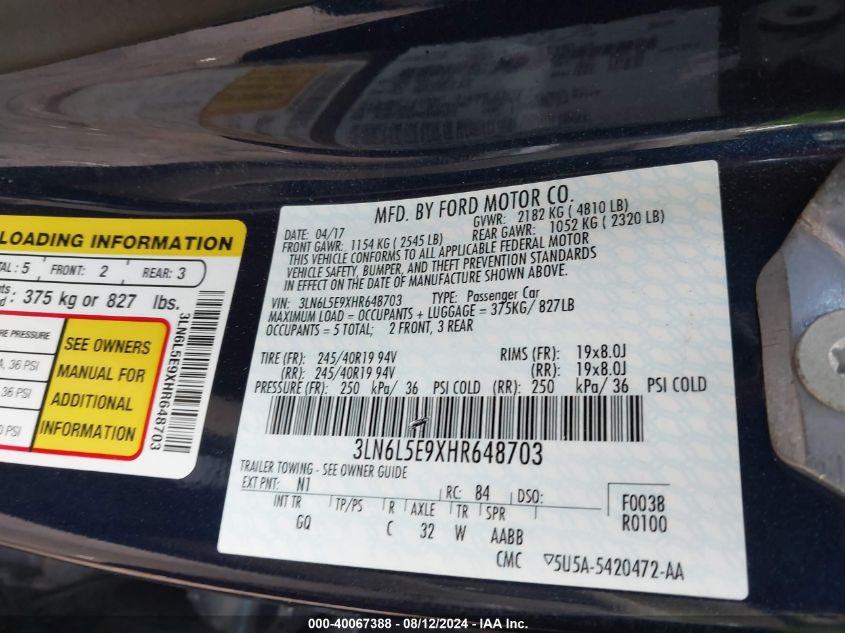 MFD. BY FORD MOTOR CO.
DATE: 04/17 GVWR: 2182 KG ( 4810 LB)
FRONT GAWR: 1154 KG ( 2545 LB) REAR GAWR: 1052 KG ( 2320 LB)
THIS VEHICLE CONFORMS TO ALL APPLICABLE FEDERAL MOTOR
VEHICLE SAFETY, BUMPER, AND THEFT PREVENTION STANDARDS
IN EFFECT ON THE DATE OF MANUFACTURE SHOWN ABOVE.
VIN: 3LN6L5E9XHR648703 TYPE: Passenger Car
MAXIMUM LOAD = OCCUPANTS + LUGGAGE = 375KG/ 827LB
OCCUPANTS = 5 TOTAL; 2 FRONT, 3 REAR
TIRE (FR): 245/40R19 94V RIMS (FR): 19x8.0J
(RR): 245/40R19 94V (RR): 19x8.0J
PRESSURE (FR): 250 kPa/ 36 PSI COLD (RR): 250 kPa/ 36 PSI COLD
3LN6L5E9XHR648703
TRAILER TOWING - SEE OWNER GUIDE
EXT PNT: N1 RC: 84 DSO:
INT TR TP/PS R AXLE TR SPR
GQ C 32 W AABB
F0038
R0100
CMC ▽5U5A-5420472-AA
LOADING INFORMATION
TAL : 5 FRONT: 2 REAR: 3
375 kg or 827 lbs.
RE PRESSURE
36 PSI
36 PSI
PSI
SEE OWNERS
MANUAL FOR
ADDITIONAL
INFORMATION
3LN6L5E9XHR648703
000-40067388 - 08/12/2024 - IAA Inc.